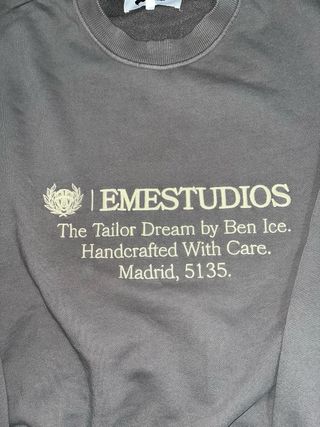 | EMESTUDIOS
The Tailor Dream by Ben Ice.
Handcrafted With Care.
Madrid, 5135.